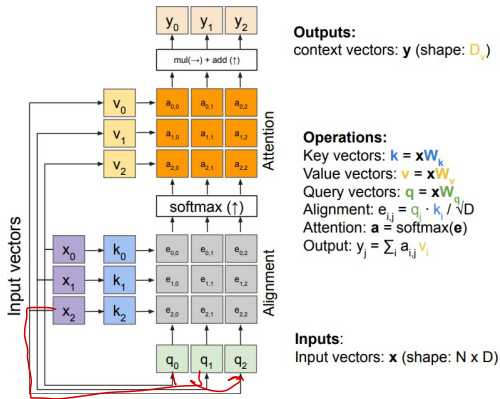 y0 y1 y2
mul(→) + add (↑)
v0 a0,0 a0,1 a0,2
v1 a1,0 a1,1 a1,2
v2 a2,0 a2,1 a2,2
Attention
softmax (↑)
Input vectors
x0 k0 e0,0 e0,1 e0,2
x1 k1 e1,0 e1,1 e1,2
x2 k2 e2,0 e2,1 e2,2
Alignment
q0 q1 q2
Outputs:
context vectors: y (shape: Dv)
Operations:
Key vectors: k = xWk
Value vectors: v = xWv
Query vectors: q = xWq
Alignment: ei,j = qj · ki / √D
Attention: a = softmax(e)
Output: yj = ∑i ai,j vi
Inputs:
Input vectors: x (shape: N x D)